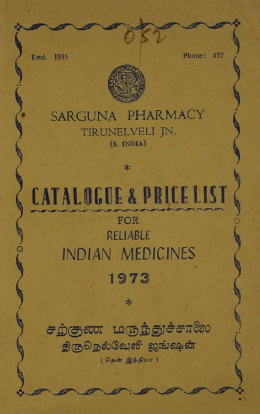 052
Estd. 1935 Phone: 857
SARGUNA PHARMACY
TIRUNELVELI JN.
(S. INDIA)
*
CATALOGUE & PRICE LIST
FOR
RELIABLE
INDIAN MEDICINES
1973
*
சற்குண மருந்துச்சாலை
திருநெல்வேலி ஜங்ஷன்
( தென் இந்தியா )